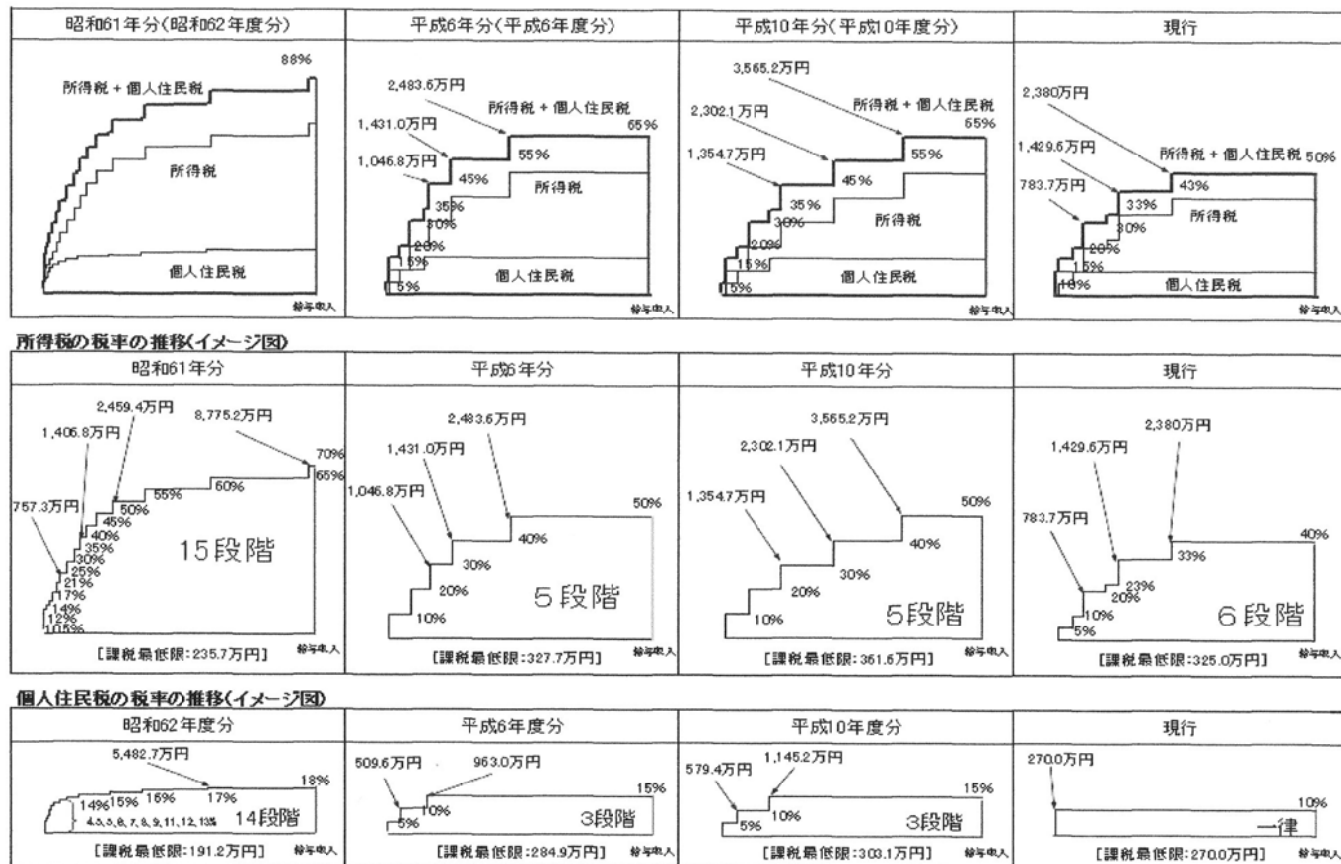 昭和61年分(昭和62年度分)
平成6年分(平成6年度分)
平成10年分(平成10年度分)
現行
88%
所得税 + 個人住民税
所得税
個人住民税
給与収入
2,483.6万円
1,431.0万円
1,046.8万円
所得税 + 個人住民税
65%
55%
45%
所得税
35%
30%
20%
15%
5%
個人住民税
給与収入
3,565.2万円
2,302.1万円
1,354.7万円
所得税 + 個人住民税
65%
55%
45%
35%
所得税
30%
20%
15%
5%
個人住民税
給与収入
2,380万円
1,429.6万円
783.7万円
所得税 + 個人住民税 50%
43%
33%
所得税
30%
20%
15%
10%
個人住民税
給与収入
所得税の税率の推移(イメージ図)
昭和61年分
平成6年分
平成10年分
現行
8,775.2万円
2,459.4万円
1,406.8万円
757.3万円
70%
65%
60%
55%
50%
45%
40%
35%
30%
25%
21%
17%
14%
12%
10.5%
15段階
[課税最低限:235.7万円]
給与収入
2,483.6万円
1,431.0万円
1,046.8万円
50%
40%
30%
20%
10%
5段階
[課税最低限:327.7万円]
給与収入
3,565.2万円
2,302.1万円
1,354.7万円
50%
40%
30%
20%
10%
5段階
[課税最低限:361.6万円]
給与収入
2,380万円
1,429.6万円
783.7万円
40%
33%
23%
20%
10%
5%
6段階
[課税最低限:325.0万円]
給与収入
個人住民税の税率の推移(イメージ図)
昭和62年度分
平成6年度分
平成10年度分
現行
5,482.7万円
18%
14% 15% 16% 17%
14段階
[課税最低限:191.2万円]
給与収入
509.6万円
963.0万円
15%
10%
5%
3段階
[課税最低限:284.9万円]
給与収入
579.4万円
1,145.2万円
15%
10%
5%
3段階
[課税最低限:303.1万円]
給与収入
270.0万円
10%
一律
[課税最低限:270.0万円]
給与収入